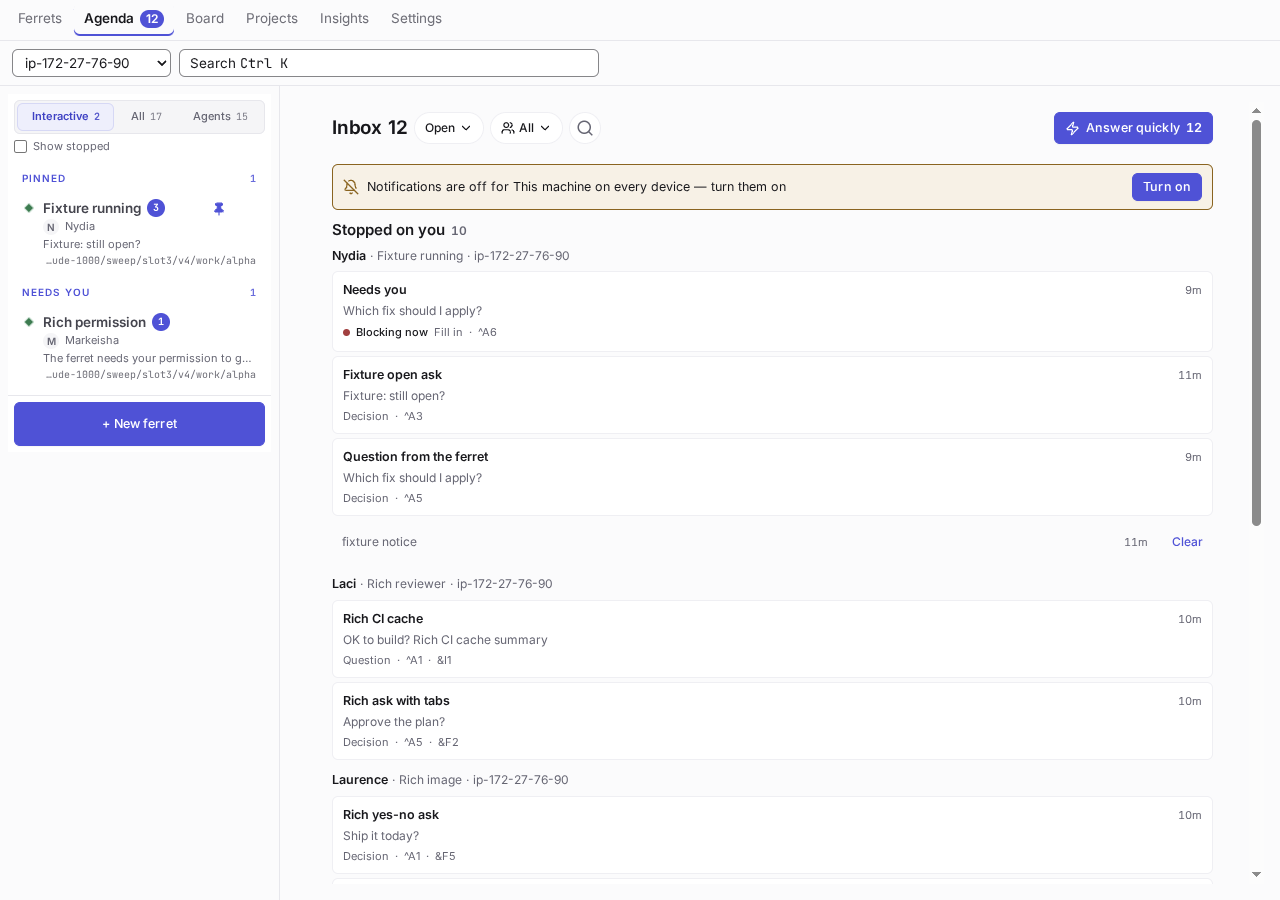 Ferrets Agenda 12 Board Projects Insights Settings
ip-172-27-76-90 Search Ctrl K
Interactive 2 All 17 Agents 15
Show stopped
PINNED 1
Fixture running 3
N Nydia
Fixture: still open?
…ude-1000/sweep/slot3/v4/work/alpha
NEEDS YOU 1
Rich permission 1
M Markeisha
The ferret needs your permission to g...
…ude-1000/sweep/slot3/v4/work/alpha
+ New ferret
Inbox 12 Open All Answer quickly 12
Notifications are off for This machine on every device — turn them on Turn on
Stopped on you 10
Nydia · Fixture running · ip-172-27-76-90
Needs you 9m
Which fix should I apply?
Blocking now Fill in · ^A6
Fixture open ask 11m
Fixture: still open?
Decision · ^A3
Question from the ferret 9m
Which fix should I apply?
Decision · ^A5
fixture notice 11m Clear
Laci · Rich reviewer · ip-172-27-76-90
Rich CI cache 10m
OK to build? Rich CI cache summary
Question · ^A1 · &I1
Rich ask with tabs 10m
Approve the plan?
Decision · ^A5 · &F2
Laurence · Rich image · ip-172-27-76-90
Rich yes-no ask 10m
Ship it today?
Decision · ^A1 · &F5